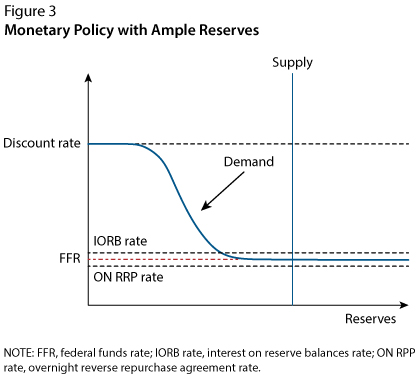 Figure 3
Monetary Policy with Ample Reserves
Supply
Discount rate
Demand
IORB rate
FFR
ON RRP rate
Reserves
NOTE: FFR, federal funds rate; IORB rate, interest on reserve balances rate; ON RPP
rate, overnight reverse repurchase agreement rate.